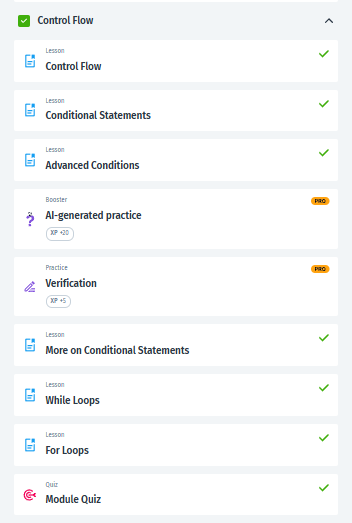 Control Flow
Lesson
Control Flow
Lesson
Conditional Statements
Lesson
Advanced Conditions
Booster
PRO
AI-generated practice
XP +20
Practice
PRO
Verification
XP +5
Lesson
More on Conditional Statements
Lesson
While Loops
Lesson
For Loops
Quiz
Module Quiz